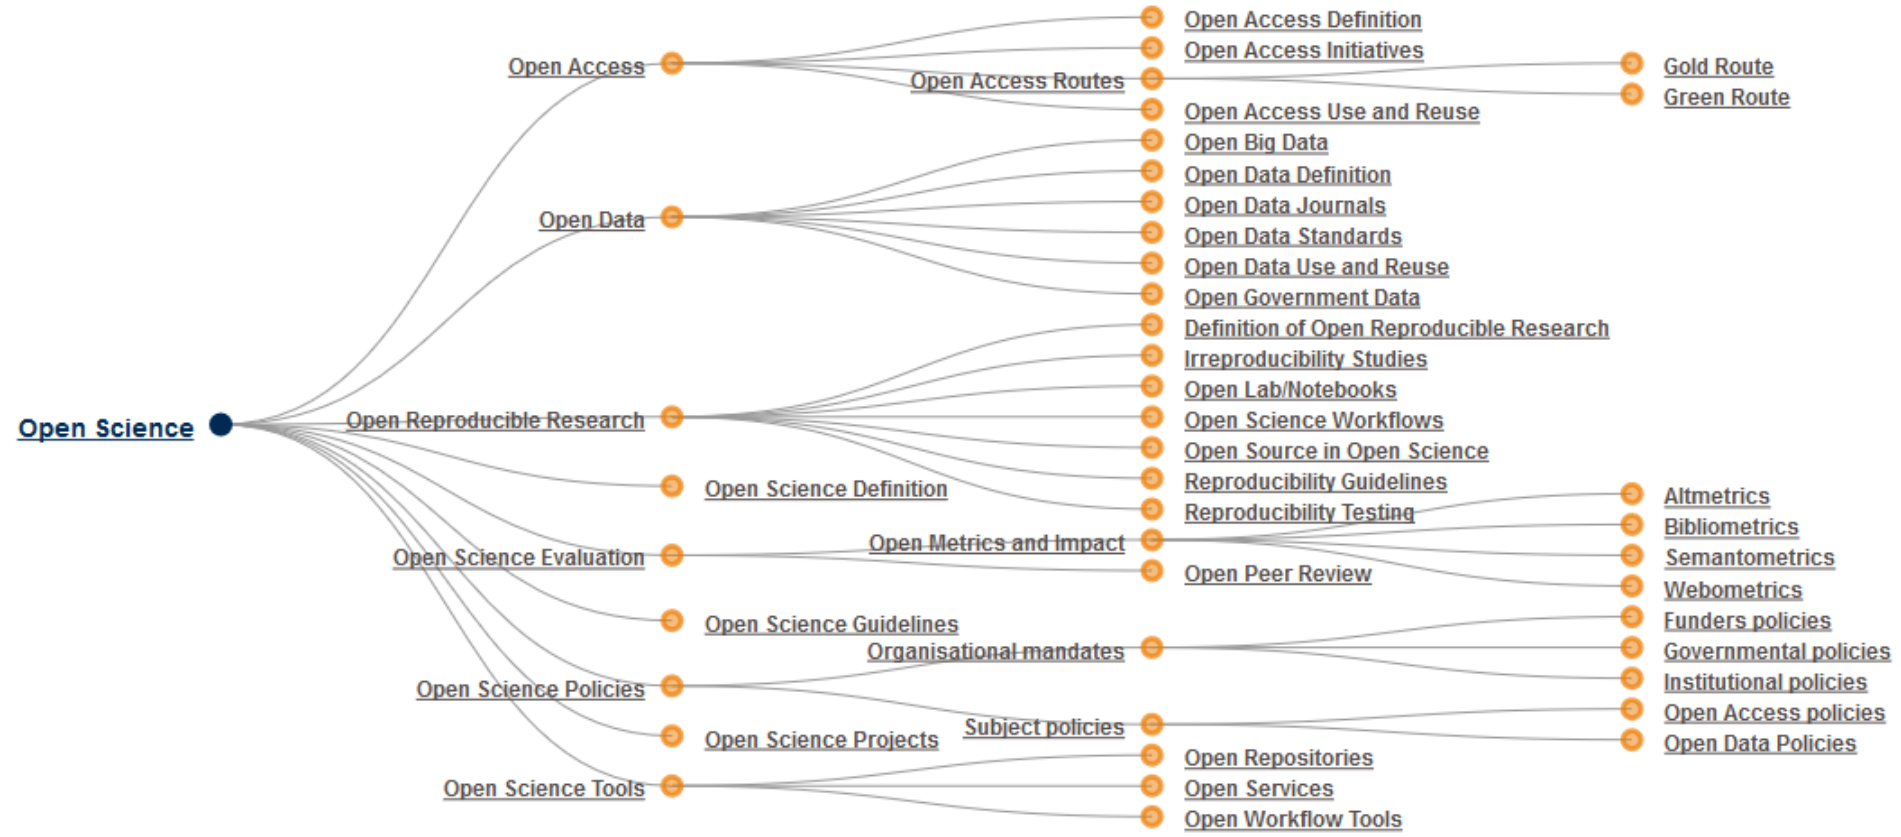 Open Science
Open Access
Open Access Definition
Open Access Initiatives
Open Access Routes
Gold Route
Green Route
Open Access Use and Reuse
Open Data
Open Big Data
Open Data Definition
Open Data Journals
Open Data Standards
Open Data Use and Reuse
Open Government Data
Open Reproducible Research
Definition of Open Reproducible Research
Irreproducibility Studies
Open Lab/Notebooks
Open Science Workflows
Open Source in Open Science
Reproducibility Guidelines
Reproducibility Testing
Open Science Definition
Open Science Evaluation
Open Metrics and Impact
Altmetrics
Bibliometrics
Semantometrics
Webometrics
Open Peer Review
Open Science Guidelines
Open Science Policies
Organisational mandates
Funders policies
Governmental policies
Institutional policies
Subject policies
Open Access policies
Open Data Policies
Open Science Projects
Open Science Tools
Open Repositories
Open Services
Open Workflow Tools